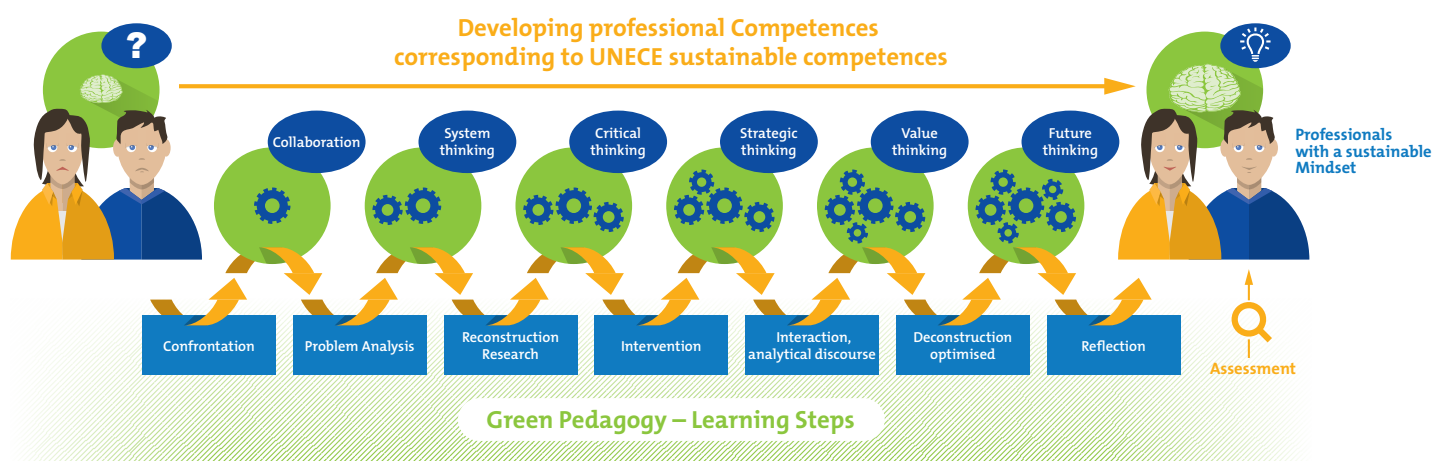 ?
Developing professional Competences
corresponding to UNECE sustainable competences
Collaboration
System
thinking
Critical
thinking
Strategic
thinking
Value
thinking
Future
thinking
Professionals
with a sustainable
Mindset
Confrontation
Problem Analysis
Reconstruction
Research
Intervention
Interaction,
analytical discourse
Deconstruction
optimised
Reflection
Assessment
Green Pedagogy – Learning Steps